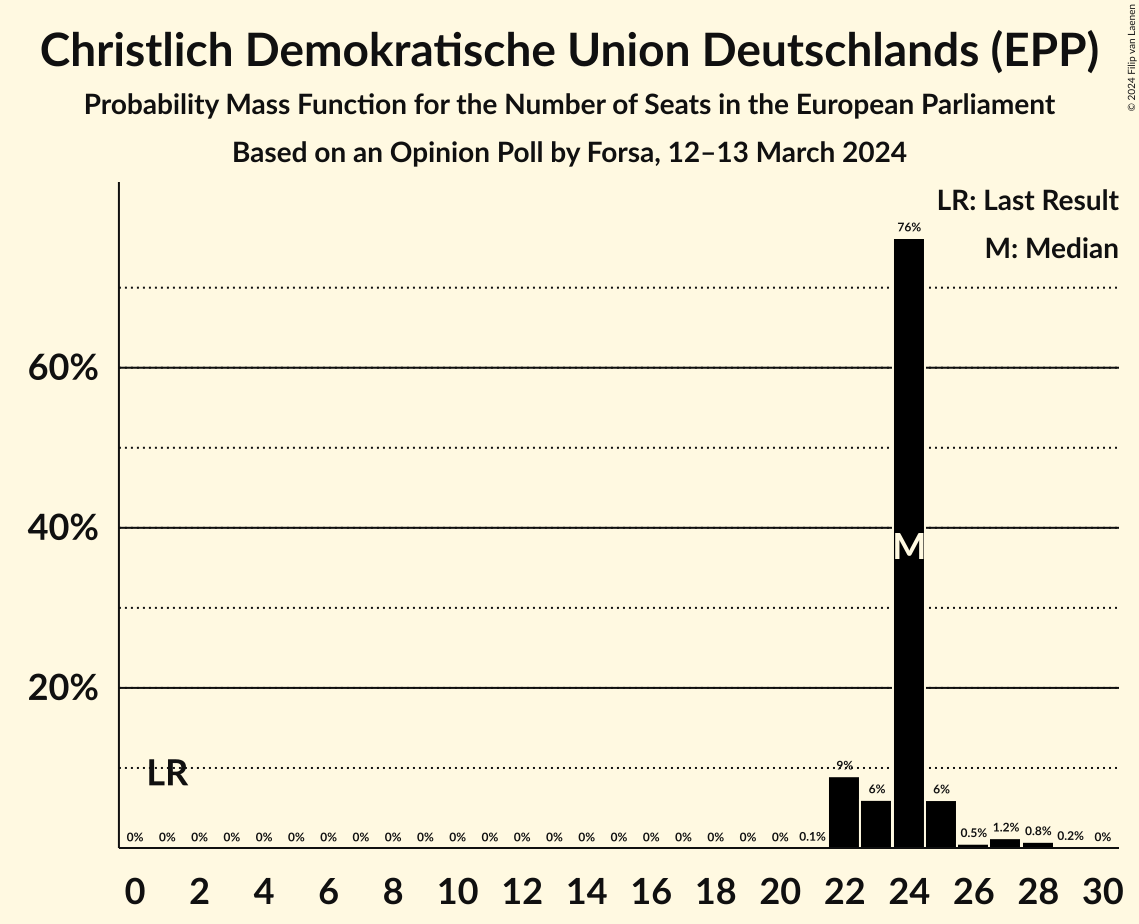 Christlich Demokratische Union Deutschlands (EPP)
Probability Mass Function for the Number of Seats in the European Parliament
Based on an Opinion Poll by Forsa, 12–13 March 2024
© 2024 Filip van Laenen
LR: Last Result
M: Median
76%
60%
40%
M
20%
LR
9%
6%
6%
0% 0% 0% 0% 0% 0% 0% 0% 0% 0% 0% 0% 0% 0% 0% 0% 0% 0% 0% 0% 0% 0.1% 0.5% 1.2% 0.8% 0.2% 0%
0 2 4 6 8 10 12 14 16 18 20 22 24 26 28 30